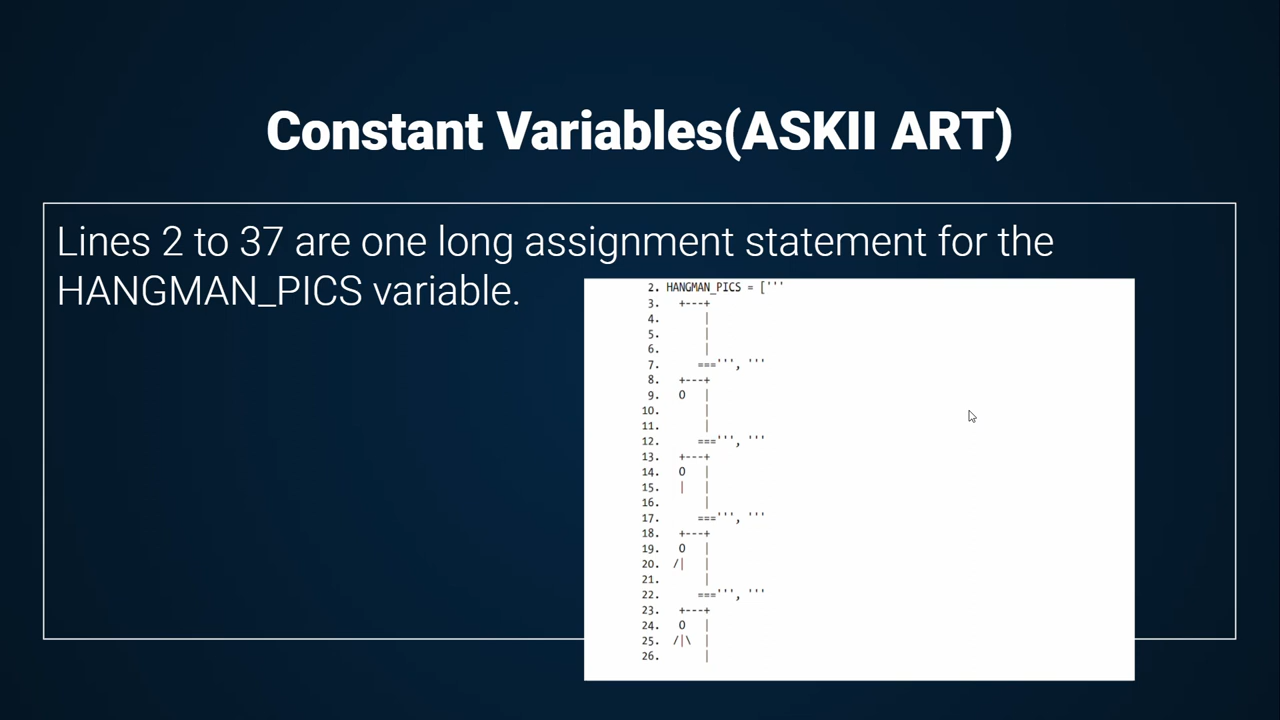 Constant Variables(ASKII ART)
Lines 2 to 37 are one long assignment statement for the
HANGMAN_PICS variable.
2. HANGMAN_PICS = ['''
3.   +---+
4.       |
5.       |
6.       |
7.      ===''', '''
8.   +---+
9.   O   |
10.       |
11.       |
12.      ===''', '''
13.   +---+
14.   O   |
15.   |   |
16.       |
17.      ===''', '''
18.   +---+
19.   O   |
20.  /|   |
21.       |
22.      ===''', '''
23.   +---+
24.   O   |
25.  /|\  |
26.       |